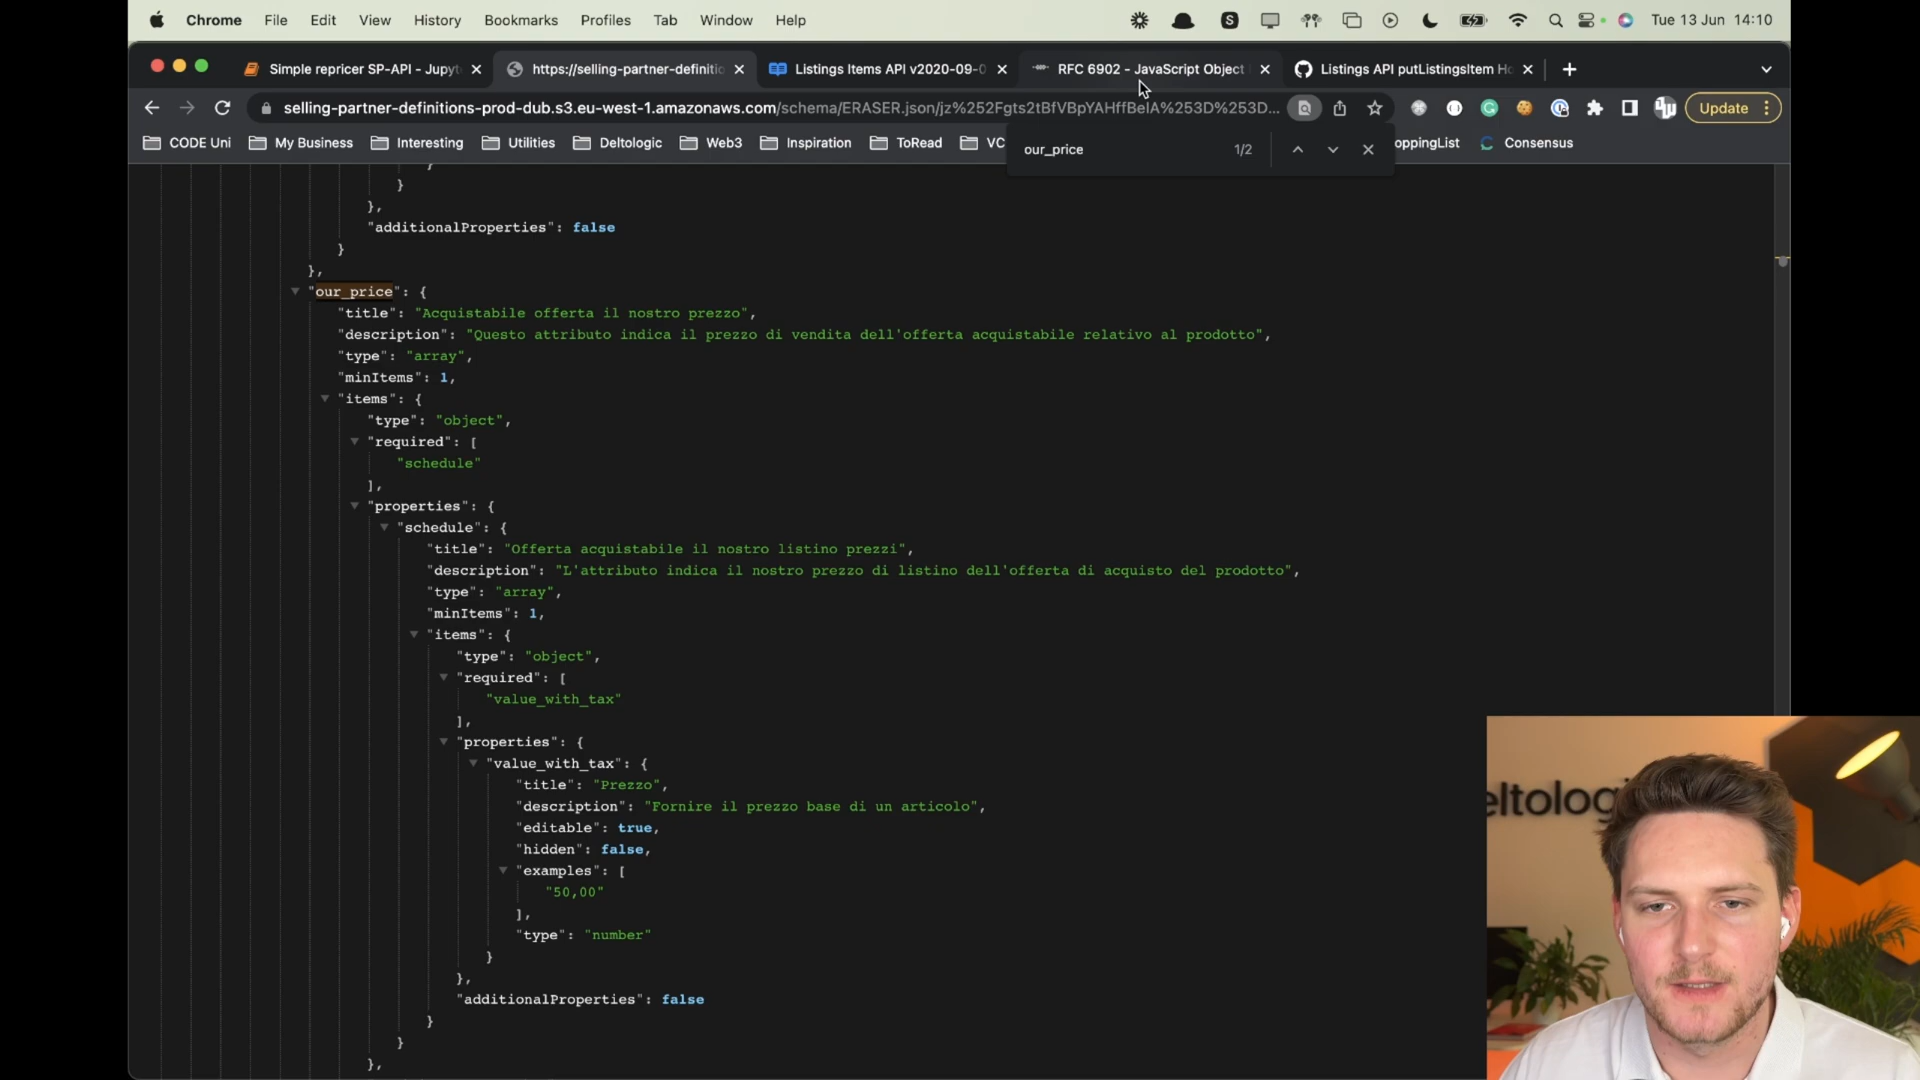 Chrome File Edit View History Bookmarks Profiles Tab Window Help Tue 13 Jun 14:10
Simple repricer SP-API - Jupyt https://selling-partner-definitio Listings Items API v2020-09-0 RFC 6902 - JavaScript Object Listings API putListingsItem Ho
selling-partner-definitions-prod-dub.s3.eu-west-1.amazonaws.com/schema/ERASER.json/jz%252Fgts2tBfVBpYAHffBelA%253D%253D... Update
CODE Uni My Business Interesting Utilities Deltologic Web3 Inspiration ToRead VC oppingList Consensus
our_price 1/2
}
}
},
"additionalProperties": false
}
},
"our_price": {
"title": "Acquistabile offerta il nostro prezzo",
"description": "Questo attributo indica il prezzo di vendita dell'offerta acquistabile relativo al prodotto",
"type": "array",
"minItems": 1,
"items": {
"type": "object",
"required": [
"schedule"
],
"properties": {
"schedule": {
"title": "Offerta acquistabile il nostro listino prezzi",
"description": "L'attributo indica il nostro prezzo di listino dell'offerta di acquisto del prodotto",
"type": "array",
"minItems": 1,
"items": {
"type": "object",
"required": [
"value_with_tax"
],
"properties": {
"value_with_tax": {
"title": "Prezzo",
"description": "Fornire il prezzo base di un articolo",
"editable": true,
"hidden": false,
"examples": [
"50,00"
],
"type": "number"
}
},
"additionalProperties": false
}
}
},
eltologi